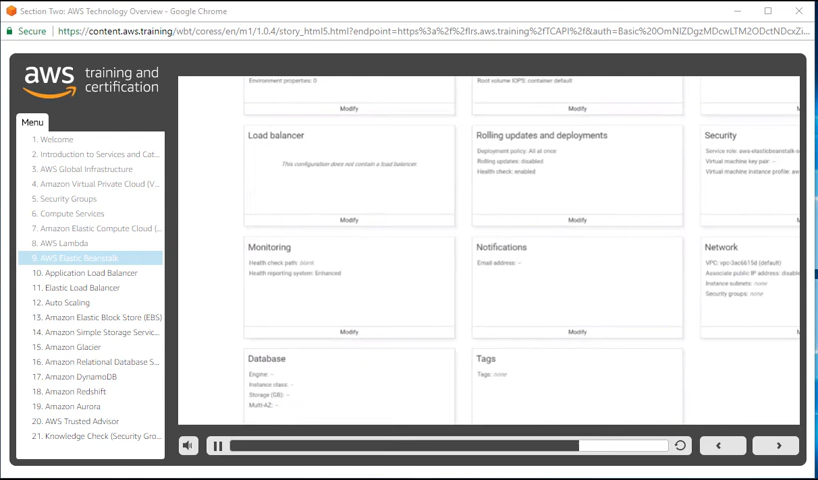 Section Two: AWS Technology Overview - Google Chrome
Secure
https://content.aws.training/wbt/coress/en/m1/1.0.4/story_html5.html?endpoint=https%3a%2f%2flrs.aws.training%2fTCAPI%2f&auth=Basic%20OmNlZDgzMDcwLTM2ODctNDcxZi...
aws training and
certification
Menu
1. Welcome
2. Introduction to Services and Cat...
3. AWS Global Infrastructure
4. Amazon Virtual Private Cloud (V...
5. Security Groups
6. Compute Services
7. Amazon Elastic Compute Cloud (...
8. AWS Lambda
9. AWS Elastic Beanstalk
10. Application Load Balancer
11. Elastic Load Balancer
12. Auto Scaling
13. Amazon Elastic Block Store (EBS)
14. Amazon Simple Storage Servic...
15. Amazon Glacier
16. Amazon Relational Database S...
17. Amazon DynamoDB
18. Amazon Redshift
19. Amazon Aurora
20. AWS Trusted Advisor
21. Knowledge Check (Security Gro...
Environment properties: 0
Modify
Root volume IOPS: container default
Modify
M
Load balancer
This configuration does not contain a load balancer.
Modify
Rolling updates and deployments
Deployment policy: All at once
Rolling updates: disabled
Health check: enabled
Modify
Security
Service role: aws-elasticbeanstalk-s
Virtual machine key pair: --
Virtual machine instance profile: aw
M
Monitoring
Health check path: blank
Health reporting system: Enhanced
Modify
Notifications
Email address: --
Modify
Network
VPC: vpc-3ac6615d (default)
Associate public IP address: disable
Instance subnets: none
Security groups: none
M
Database
Engine: --
Instance class: --
Storage (GB): --
Multi-AZ: --
Tags
Tags: none